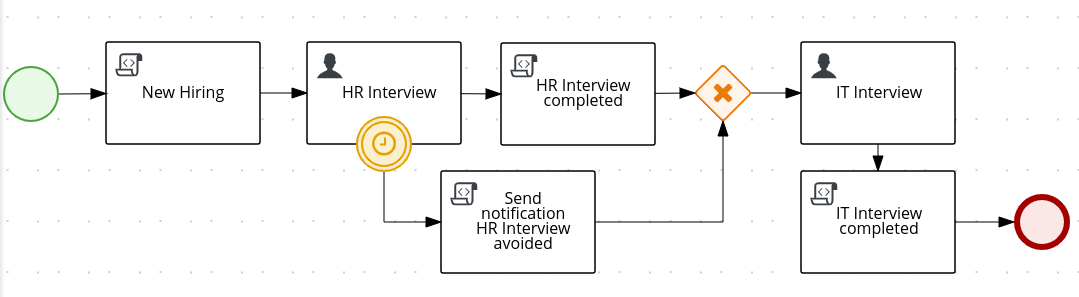 New Hiring
HR Interview
HR Interview
completed
IT Interview
Send
notification
HR Interview
avoided
IT Interview
completed